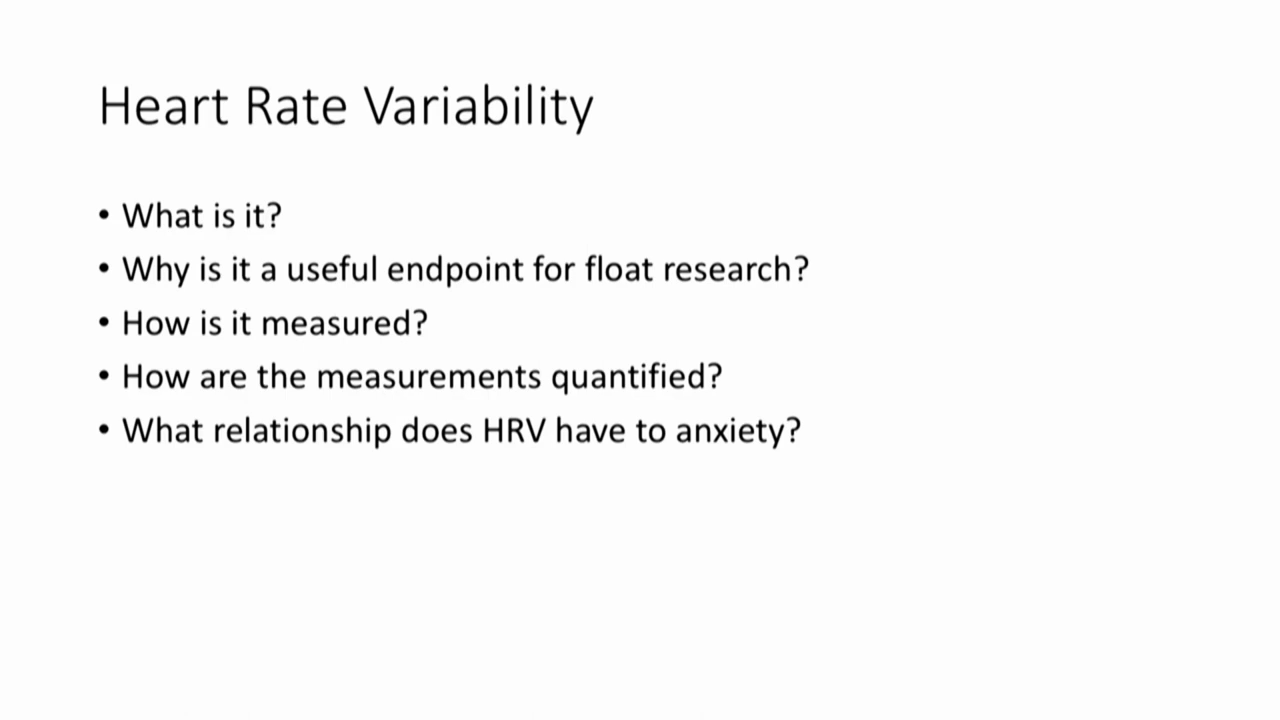 Heart Rate Variability
• What is it?
• Why is it a useful endpoint for float research?
• How is it measured?
• How are the measurements quantified?
• What relationship does HRV have to anxiety?